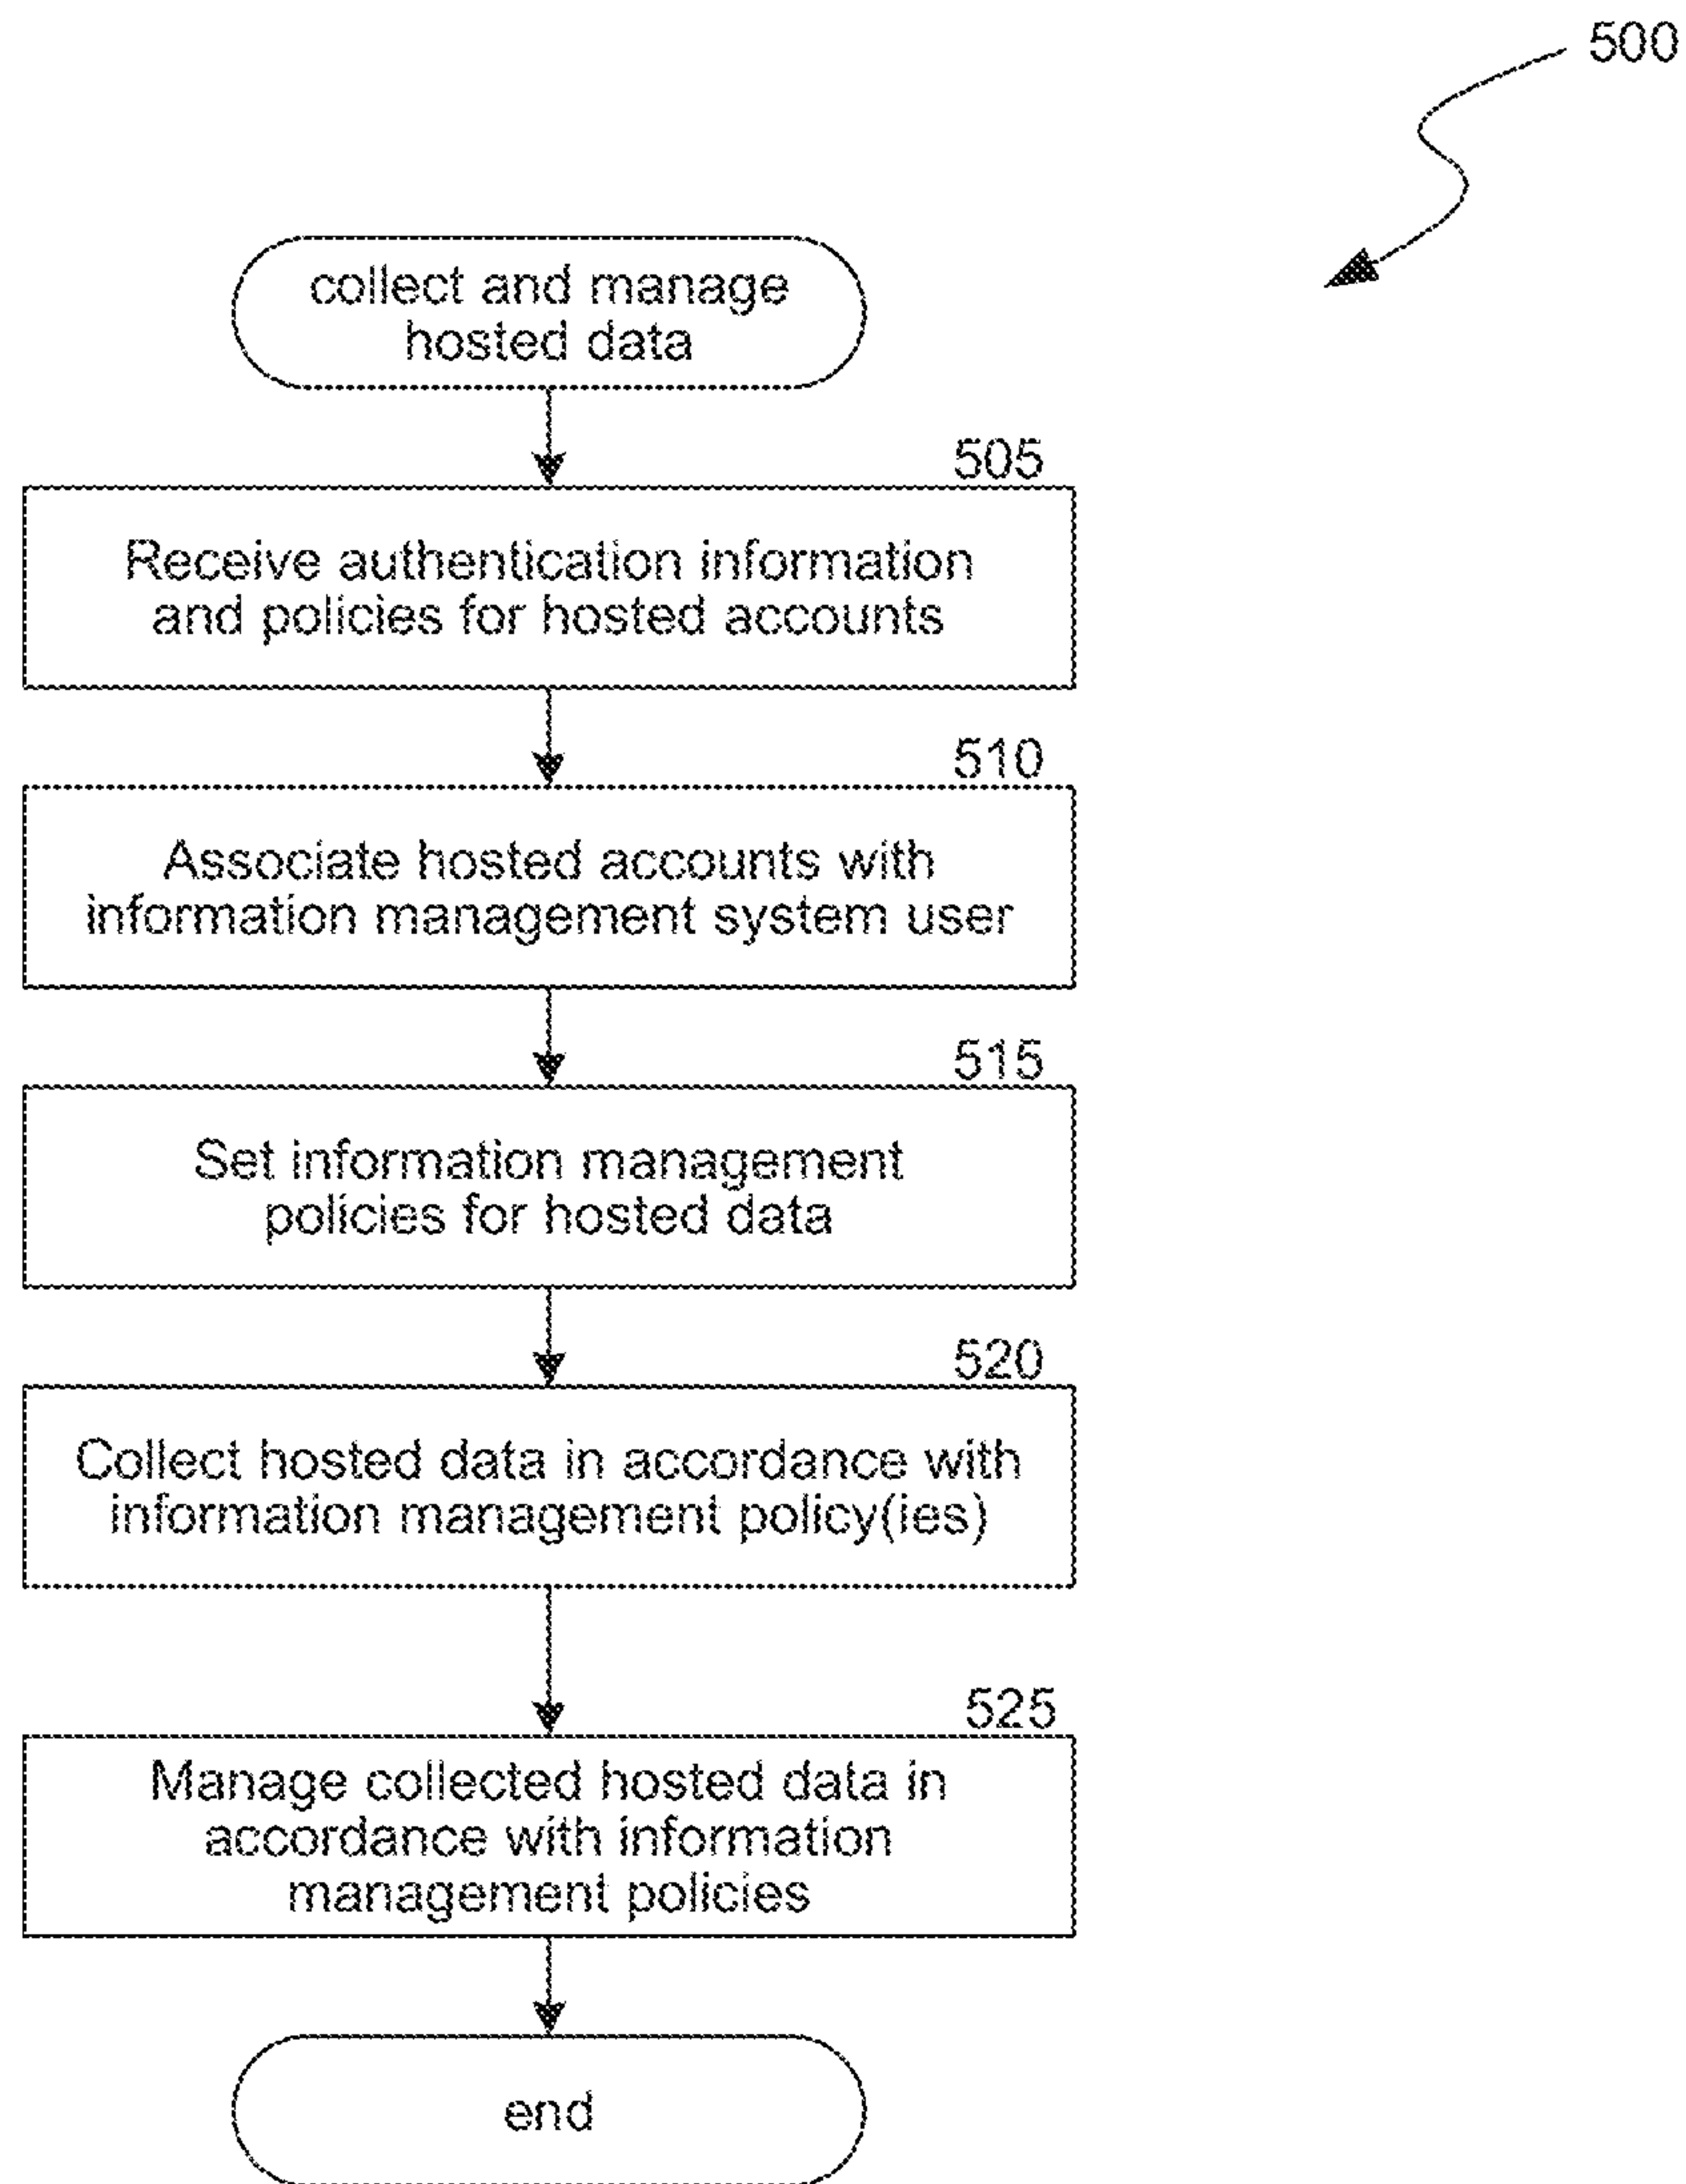 500
collect and manage
hosted data
505
Receive authentication information
and policies for hosted accounts
510
Associate hosted accounts with
information management system user
515
Set information management
policies for hosted data
520
Collect hosted data in accordance with
information management policy(ies)
525
Manage collected hosted data in
accordance with information
management policies
end